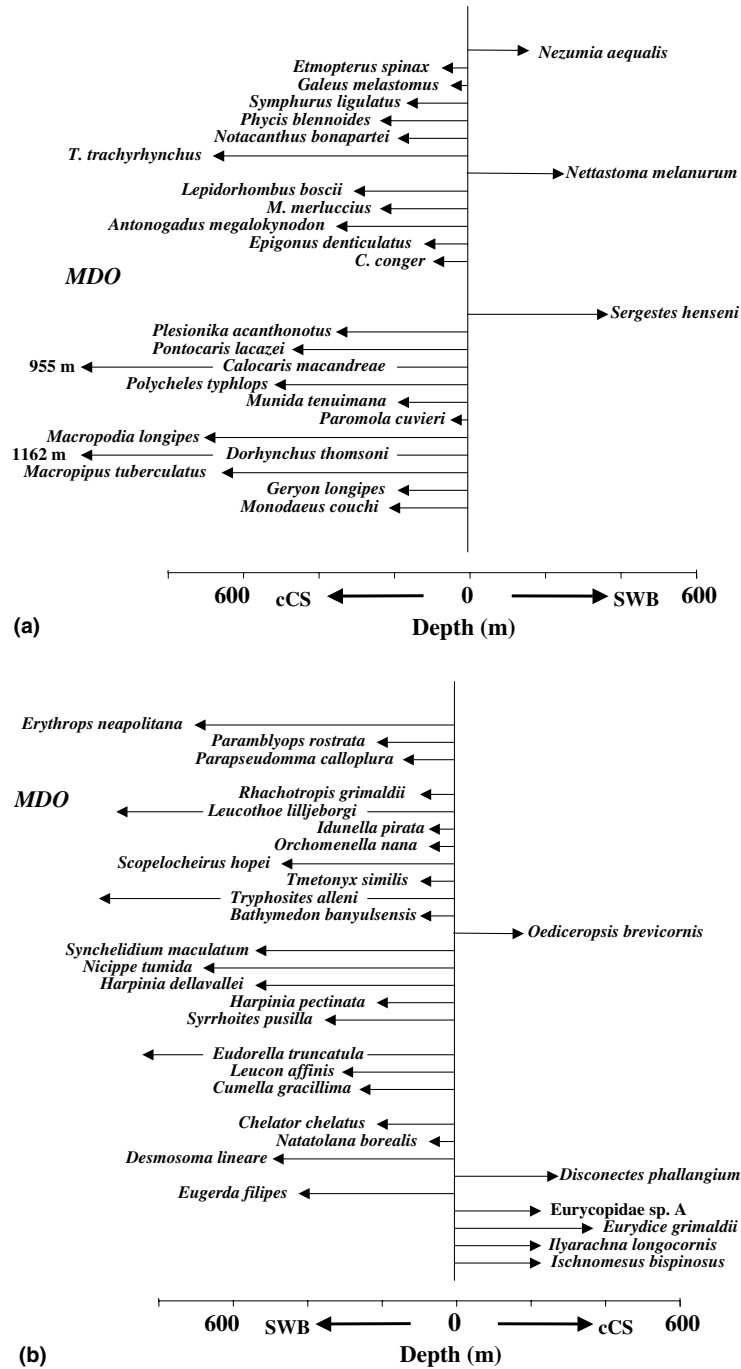 Nezumia aequalis
Etmopterus spinax
Galeus melastomus
Symphurus ligulatus
Phycis blennoides
Notacanthus bonapartei
T. trachyrhynchus
Nettastoma melanurum
Lepidorhombus boscii
M. merluccius
Antonogadus megalokynodon
Epigonus denticulatus
C. conger
MDO
Sergestes henseni
Plesionika acanthonotus
Pontocaris lacazei
955 m Calocaris macandreae
Polycheles typhlops
Munida tenuimana
Paromola cuvieri
Macropodia longipes
1162 m Dorhynchus thomsoni
Macropipus tuberculatus
Geryon longipes
Monodaeus couchi
600 cCS 0 SWB 600
(a) Depth (m)
Erythrops neapolitana
Paramblyops rostrata
Parapseudomma calloplura
MDO Rhachotropis grimaldii
Leucothoe lilljeborgi
Idunella pirata
Orchomenella nana
Scopelocheirus hopei
Tmetonyx similis
Tryphosites alleni
Bathymedon banyulsensis
Oediceropsis brevicornis
Synchelidium maculatum
Nicippe tumida
Harpinia dellavallei
Harpinia pectinata
Syrrhoites pusilla
Eudorella truncatula
Leucon affinis
Cumella gracillima
Chelator chelatus
Natatolana borealis
Desmosoma lineare
Disconectes phallangium
Eugerda filipes
Eurycopidae sp. A
Eurydice grimaldii
Ilyarachna longocornis
Ischnomesus bispinosus
600 SWB 0 cCS 600
(b) Depth (m)